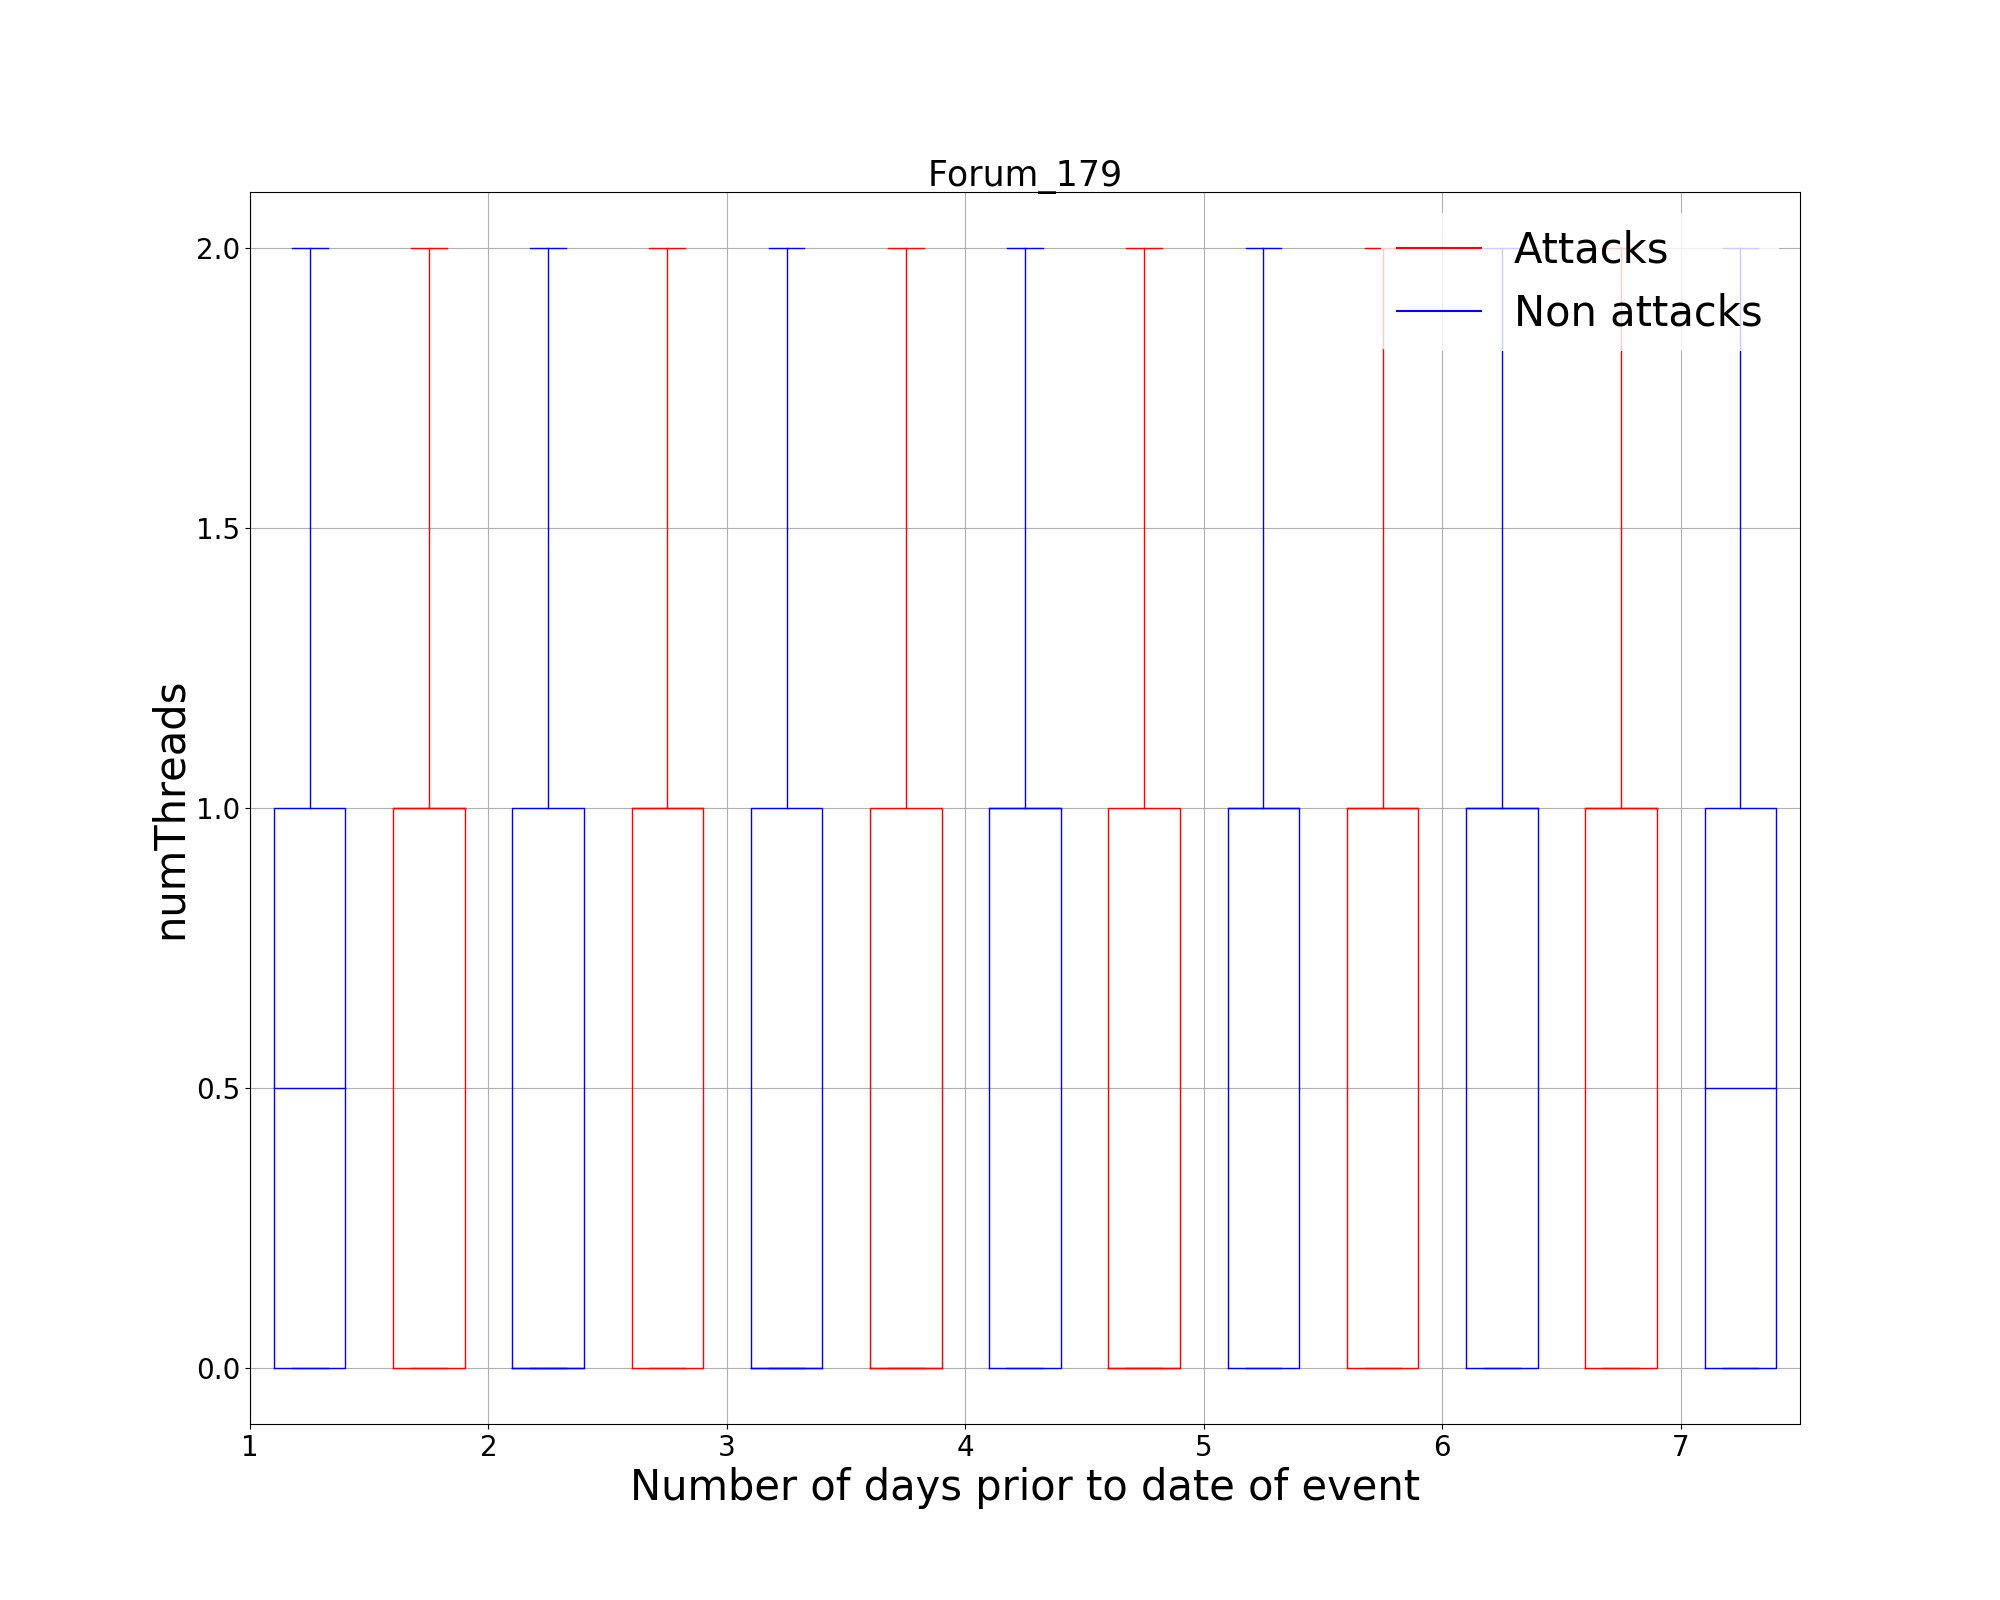 Forum_179
Attacks
Non attacks
2.0
1.5
1.0
0.5
0.0
numThreads
1 2 3 4 5 6 7
Number of days prior to date of event